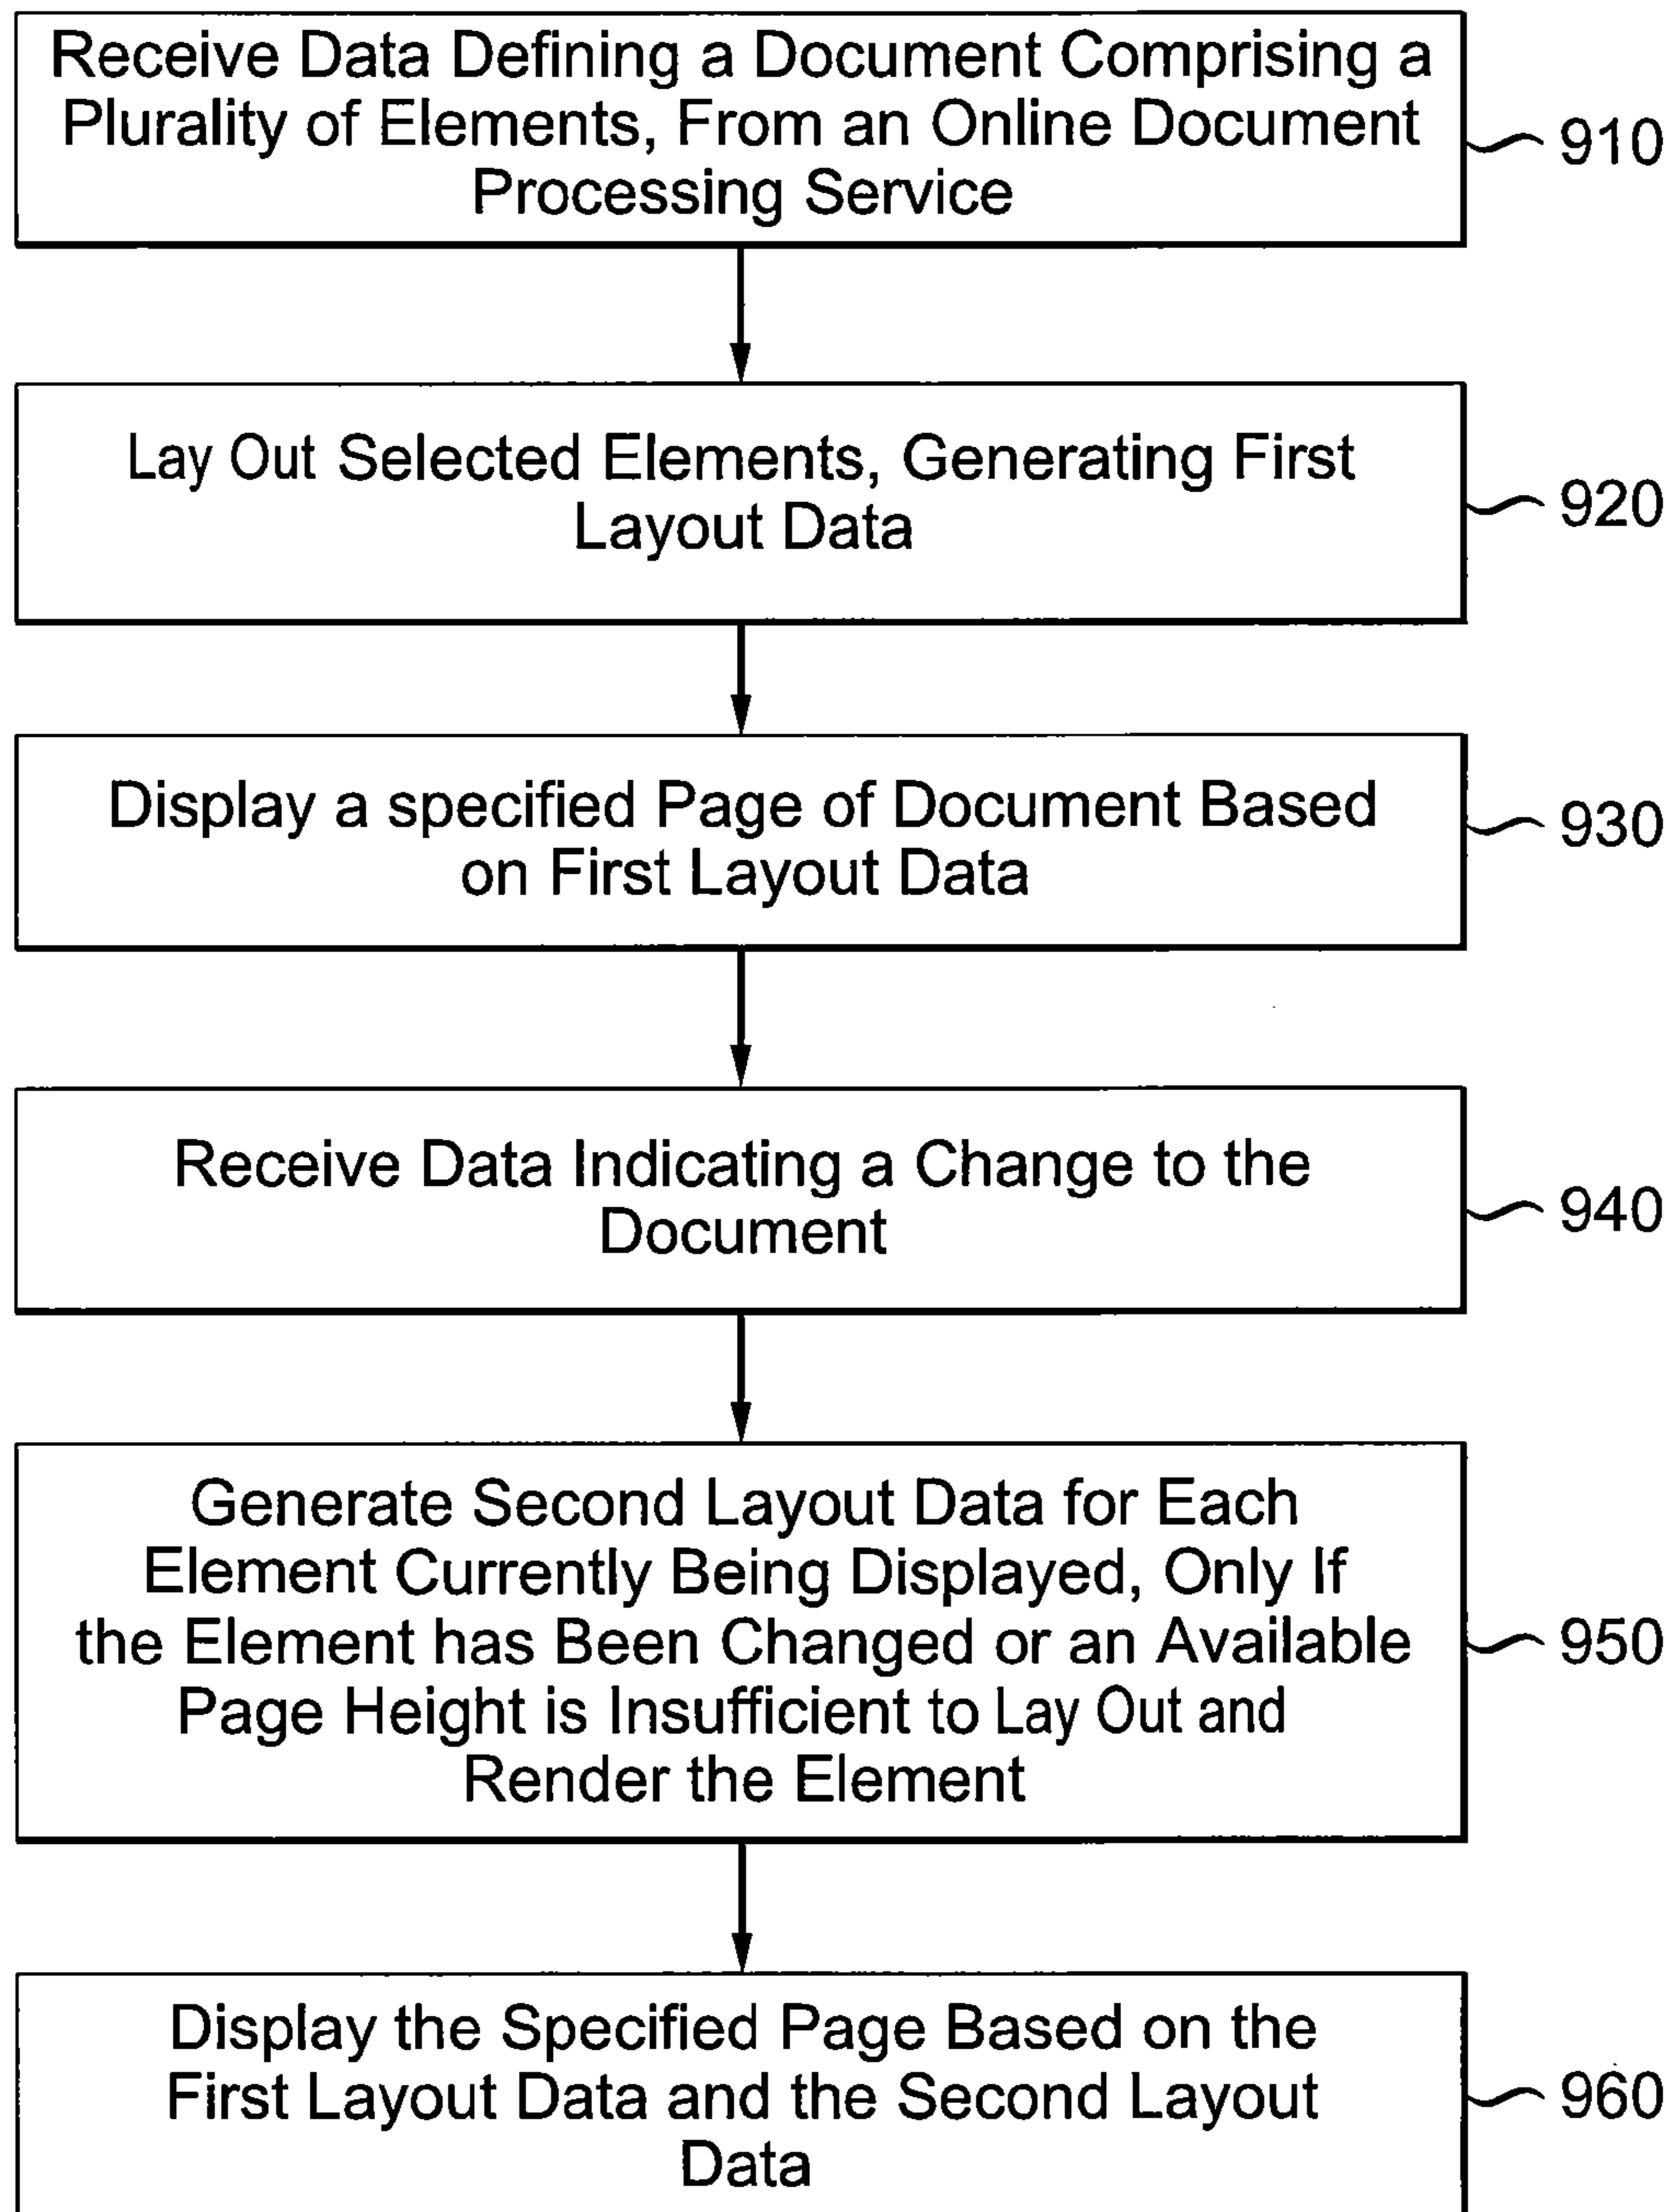 Receive Data Defining a Document Comprising a
Plurality of Elements, From an Online Document
Processing Service
910
Lay Out Selected Elements, Generating First
Layout Data
920
Display a specified Page of Document Based
on First Layout Data
930
Receive Data Indicating a Change to the
Document
940
Generate Second Layout Data for Each
Element Currently Being Displayed, Only If
the Element has Been Changed or an Available
Page Height is Insufficient to Lay Out and
Render the Element
950
Display the Specified Page Based on the
First Layout Data and the Second Layout
Data
960